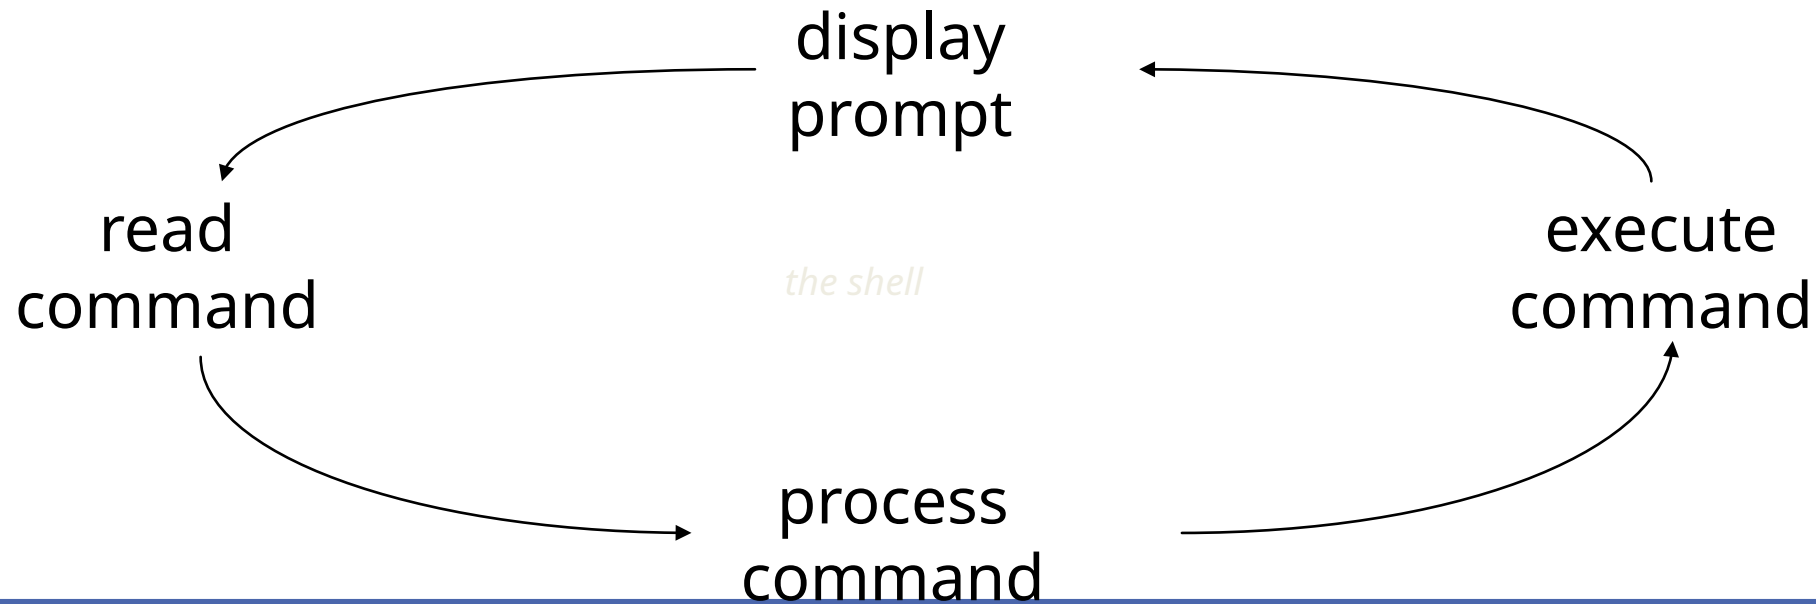 display
prompt
read
command
execute
command
the shell
process
command